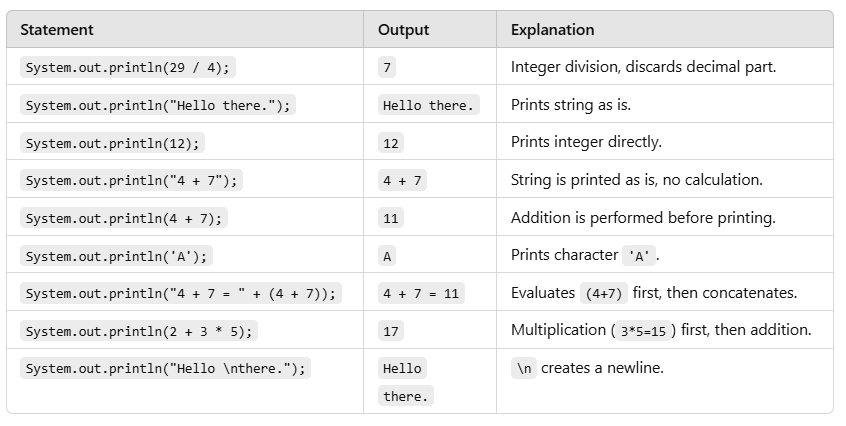 Statement Output Explanation
System.out.println(29 / 4); 7 Integer division, discards decimal part.
System.out.println("Hello there."); Hello there. Prints string as is.
System.out.println(12); 12 Prints integer directly.
System.out.println("4 + 7"); 4 + 7 String is printed as is, no calculation.
System.out.println(4 + 7); 11 Addition is performed before printing.
System.out.println('A'); A Prints character 'A'.
System.out.println("4 + 7 = " + (4 + 7)); 4 + 7 = 11 Evaluates (4+7) first, then concatenates.
System.out.println(2 + 3 * 5); 17 Multiplication (3*5=15) first, then addition.
System.out.println("Hello \nthere."); Hello \n creates a newline.
there.